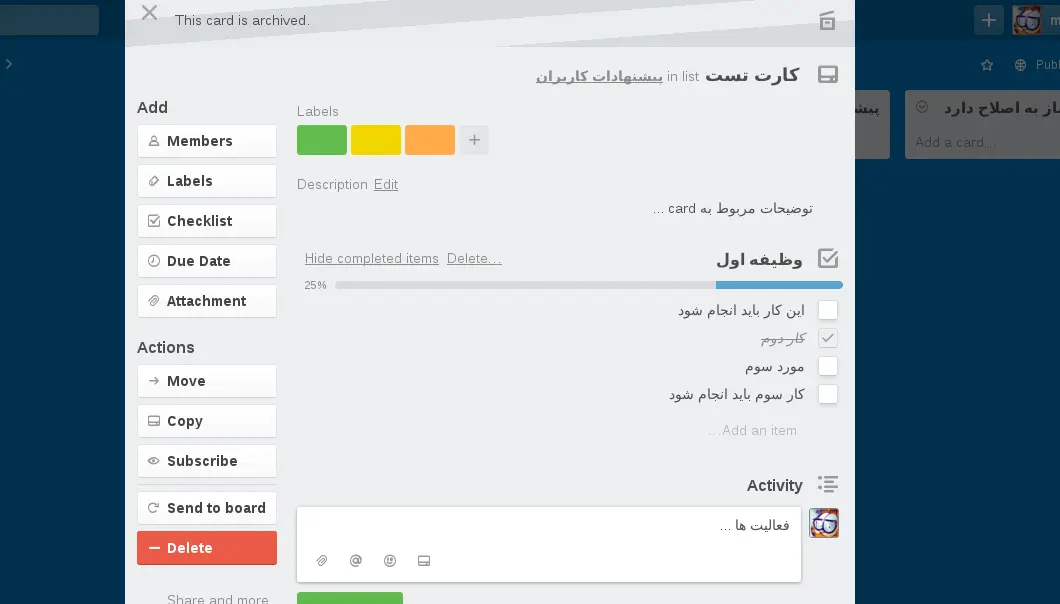 This card is archived.
کارت تست in list پیشنهادات کاربران
Publ
پیش
از به اصلاح دارد
Add a card…
Add
Members
Labels
Checklist
Due Date
Attachment
Actions
Move
Copy
Subscribe
Send to board
Delete
Share and more
Labels
Description Edit
توضیحات مربوط به card ...
وظیفه اول
Hide completed items Delete…
25%
این کار باید انجام شود
کار دوم
مورد سوم
کار سوم باید انجام شود
Add an item…
Activity
فعالیت ها ...